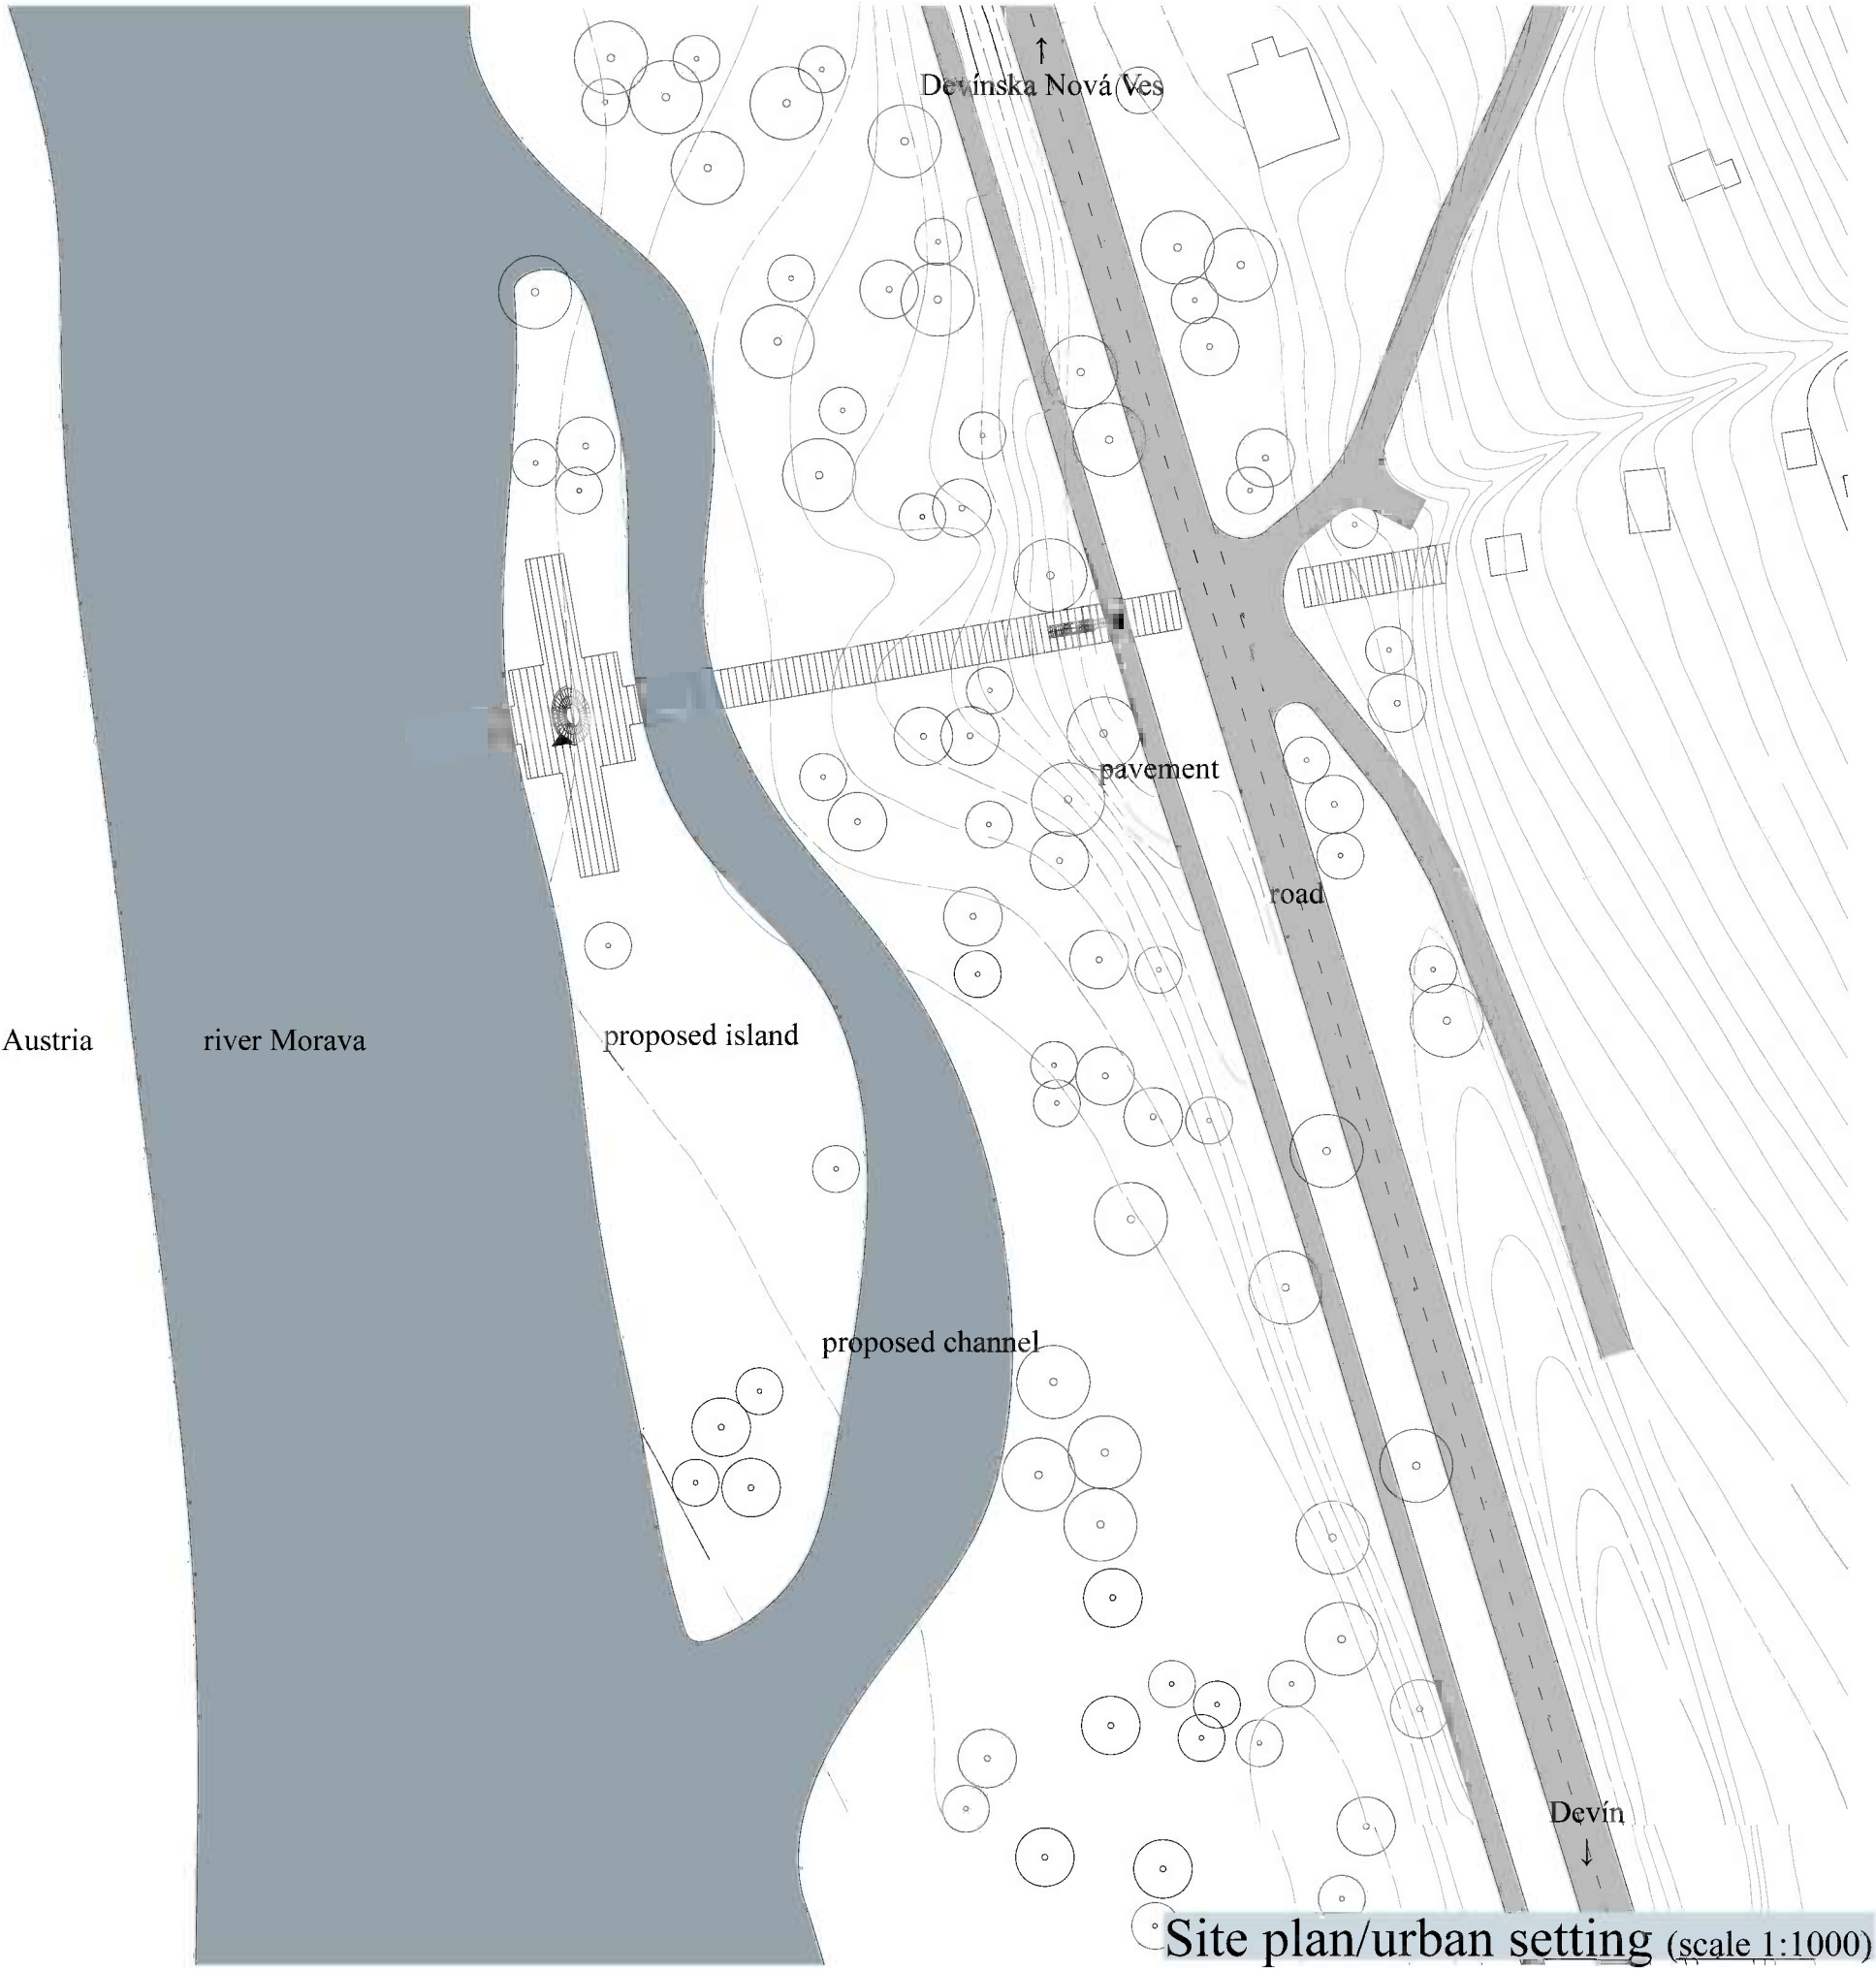 ↑
Devínska Nová Ves
pavement
road
Austria
river Morava
proposed island
proposed channel
Devín
↓
Site plan/urban setting (scale 1:1000)